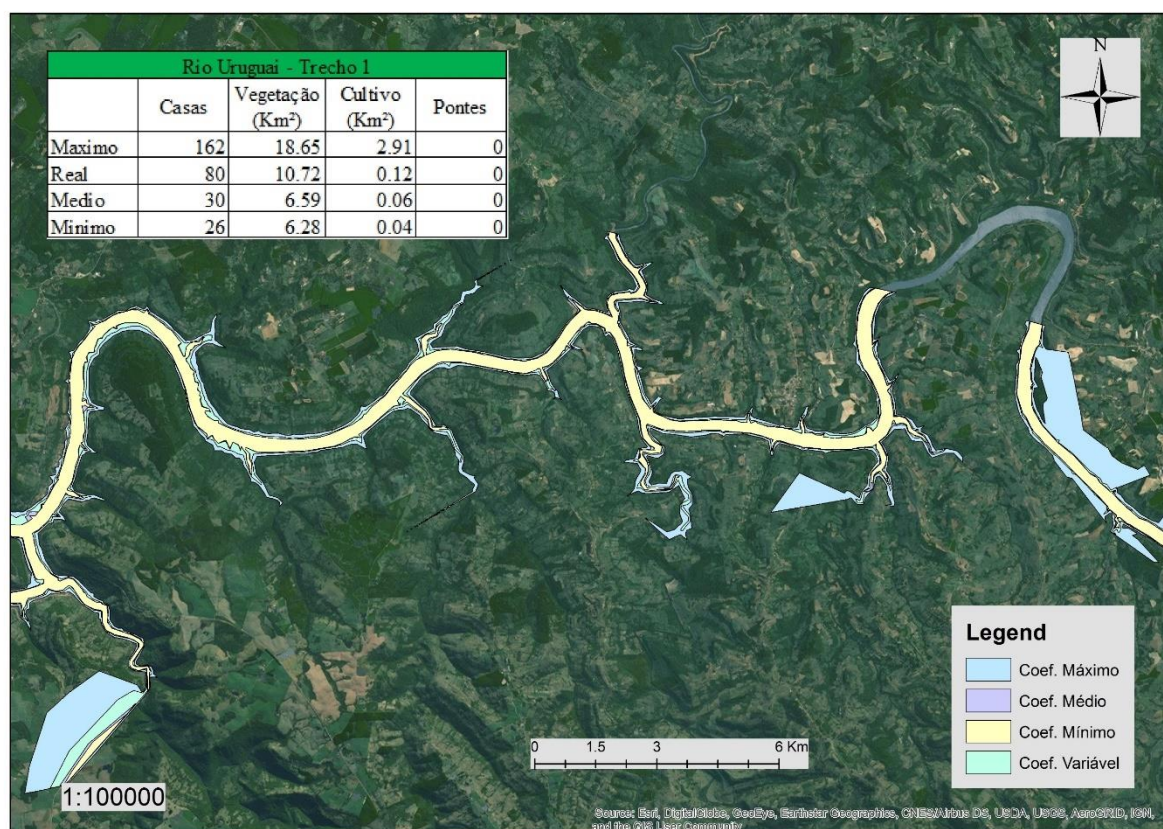 Rio Uruguai - Trecho 1
Casas Vegetação (Km²) Cultivo (Km²) Pontes
Maximo 162 18.65 2.91 0
Real 80 10.72 0.12 0
Medio 30 6.59 0.06 0
Minimo 26 6.28 0.04 0
N
Legend
Coef. Máximo
Coef. Médio
Coef. Mínimo
Coef. Variável
0 1.5 3 6 Km
1:100000
Source: Esri, DigitalGlobe, GeoEye, Earthstar Geographics, CNES/Airbus DS, USDA, USGS, AeroGRID, IGN,
and the GIS User Community